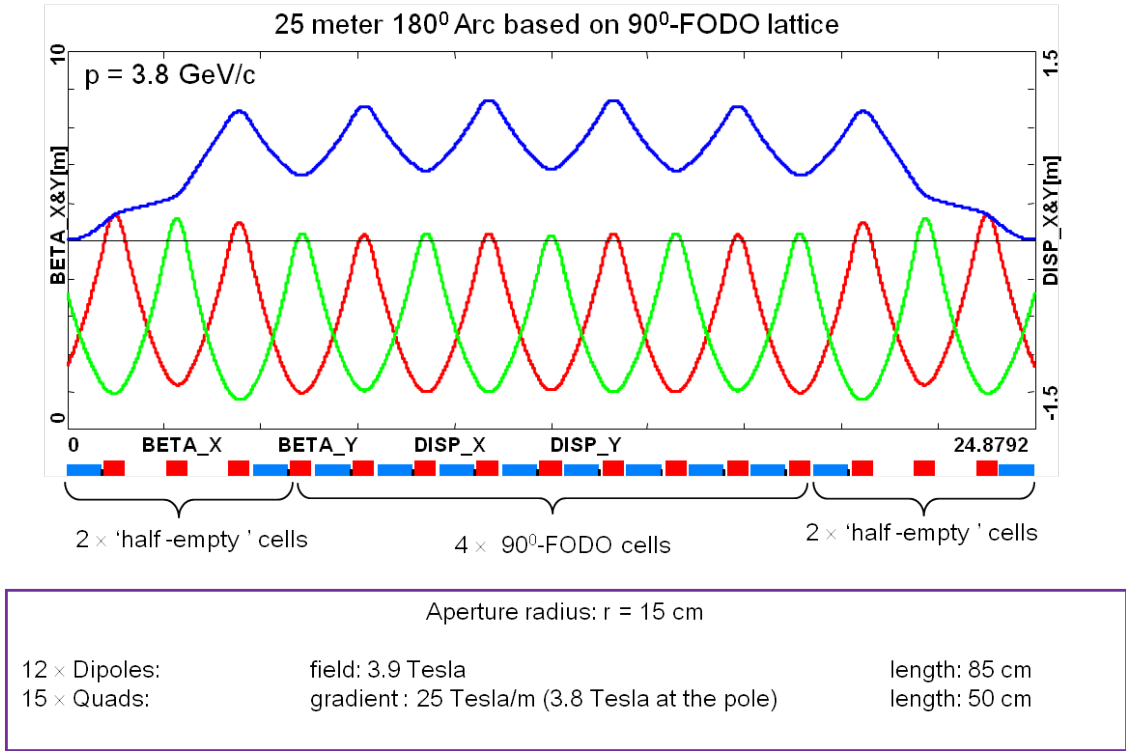 25 meter 180⁰ Arc based on 90⁰-FODO lattice
10
1.5
p = 3.8 GeV/c
BETA_X&Y[m]
DISP_X&Y[m]
0
-1.5
0 BETA_X BETA_Y DISP_X DISP_Y 24.8792
2 × ‘half -empty ’ cells
4 × 90⁰-FODO cells
2 × ‘half -empty ’ cells
Aperture radius: r = 15 cm
12 × Dipoles: field: 3.9 Tesla length: 85 cm
15 × Quads: gradient : 25 Tesla/m (3.8 Tesla at the pole) length: 50 cm